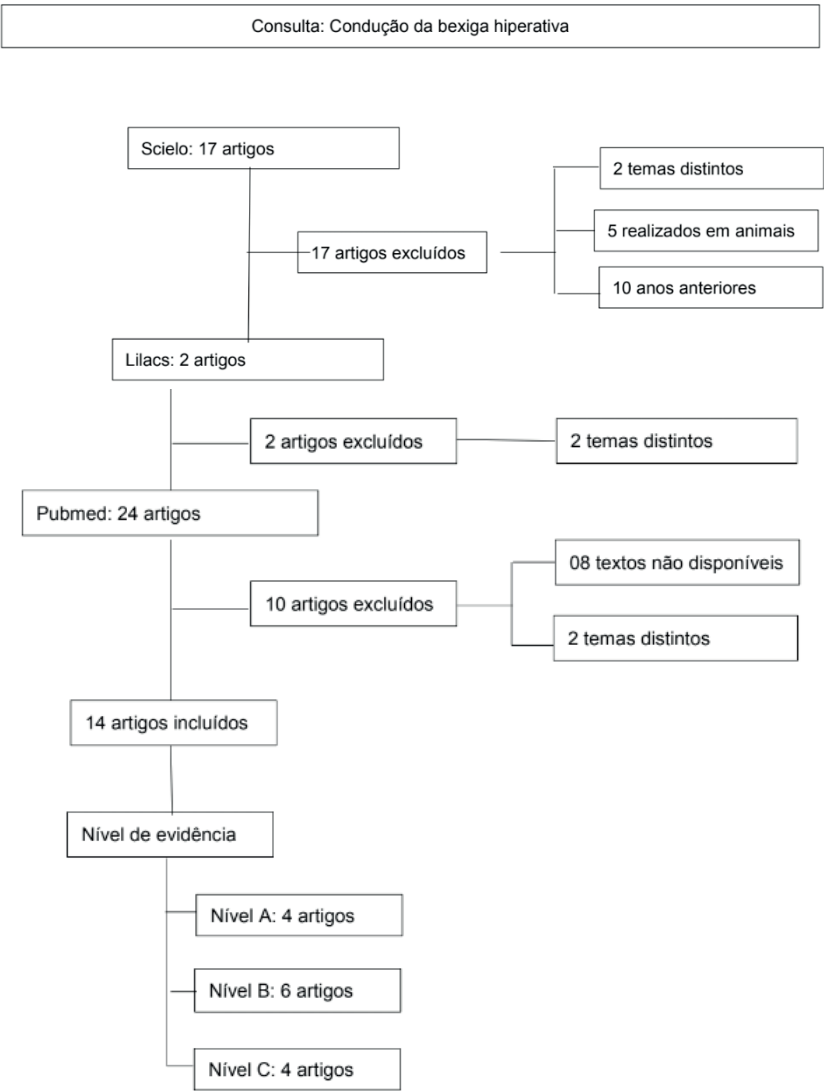 Consulta: Condução da bexiga hiperativa
Scielo: 17 artigos
2 temas distintos
5 realizados em animais
17 artigos excluídos
10 anos anteriores
Lilacs: 2 artigos
2 artigos excluídos
2 temas distintos
Pubmed: 24 artigos
08 textos não disponíveis
10 artigos excluídos
2 temas distintos
14 artigos incluídos
Nível de evidência
Nível A: 4 artigos
Nível B: 6 artigos
Nível C: 4 artigos